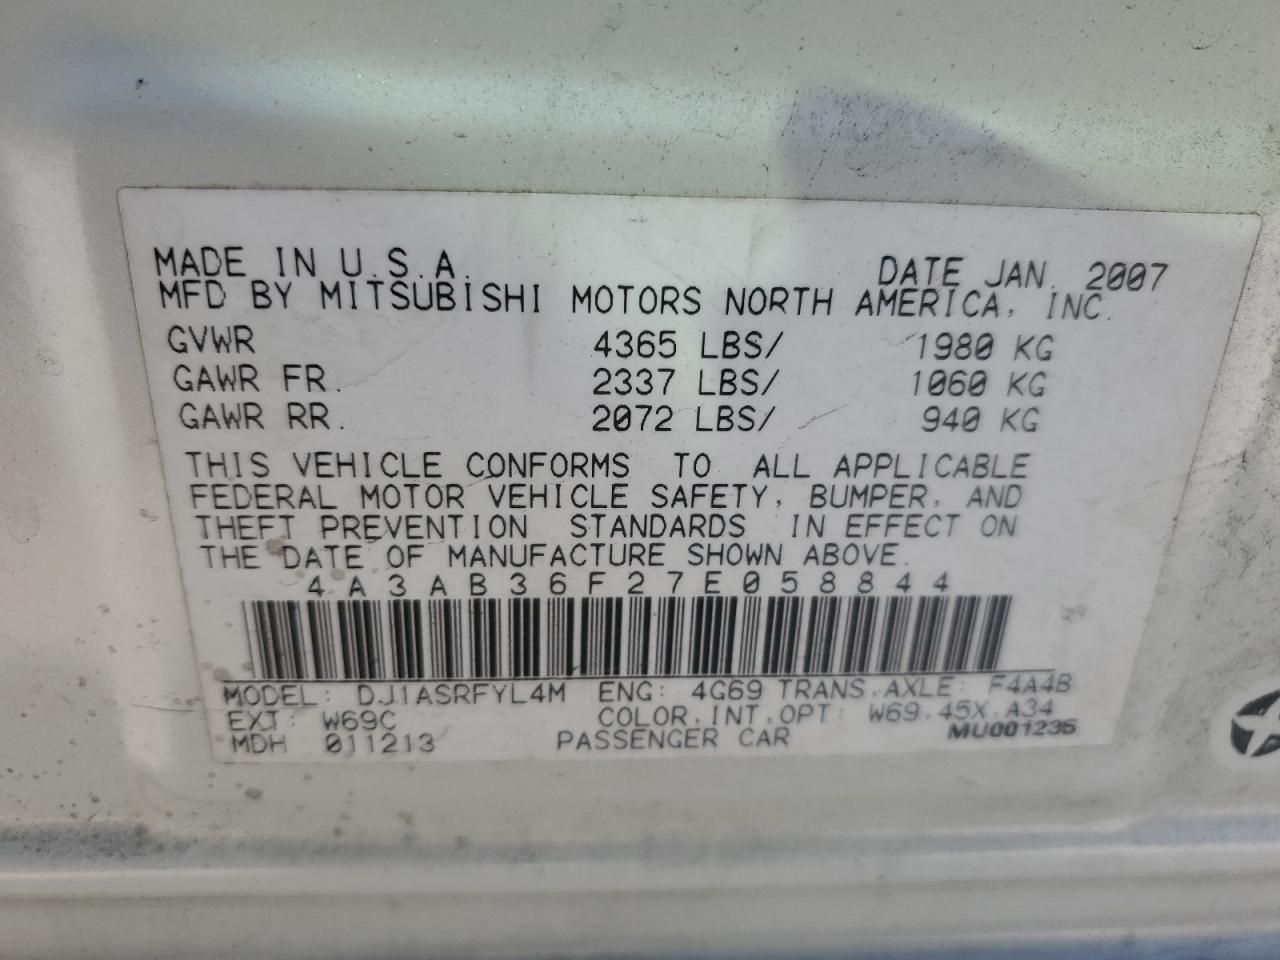 MADE IN U.S.A. DATE JAN. 2007
MFD BY MITSUBISHI MOTORS NORTH AMERICA, INC.
GVWR 4365 LBS/ 1980 KG
GAWR FR. 2337 LBS/ 1060 KG
GAWR RR. 2072 LBS/ 940 KG
THIS VEHICLE CONFORMS TO ALL APPLICABLE
FEDERAL MOTOR VEHICLE SAFETY, BUMPER, AND
THEFT PREVENTION STANDARDS IN EFFECT ON
THE DATE OF MANUFACTURE SHOWN ABOVE.
4A3AB36F27E058844
MODEL: DJ1ASRFYL4M ENG: 4G69 TRANS.AXLE: F4A4B
EXT: W69C COLOR.INT.OPT: W69.45X.A34
MDH 011213 PASSENGER CAR MU001236